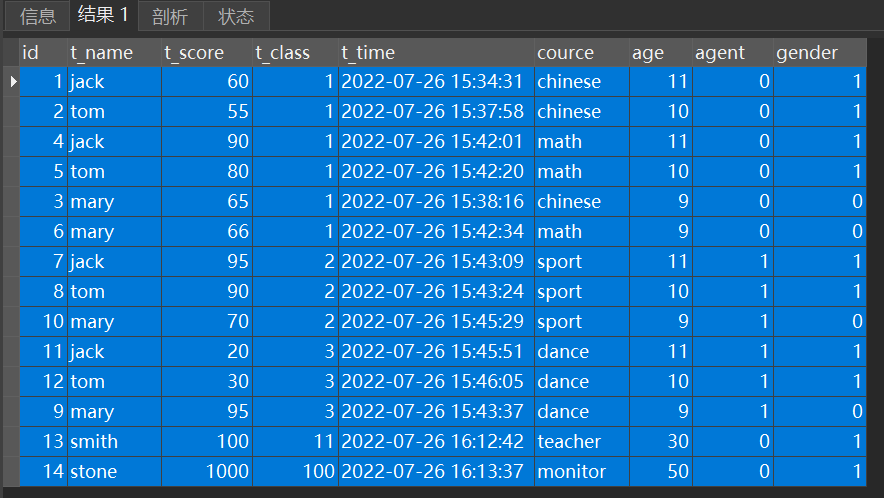 信息 结果 1 剖析 状态
id t_name t_score t_class t_time cource age agent gender
1 jack 60 1 2022-07-26 15:34:31 chinese 11 0 1
2 tom 55 1 2022-07-26 15:37:58 chinese 10 0 1
4 jack 90 1 2022-07-26 15:42:01 math 11 0 1
5 tom 80 1 2022-07-26 15:42:20 math 10 0 1
3 mary 65 1 2022-07-26 15:38:16 chinese 9 0 0
6 mary 66 1 2022-07-26 15:42:34 math 9 0 0
7 jack 95 2 2022-07-26 15:43:09 sport 11 1 1
8 tom 90 2 2022-07-26 15:43:24 sport 10 1 1
10 mary 70 2 2022-07-26 15:45:29 sport 9 1 0
11 jack 20 3 2022-07-26 15:45:51 dance 11 1 1
12 tom 30 3 2022-07-26 15:46:05 dance 10 1 1
9 mary 95 3 2022-07-26 15:43:37 dance 9 1 0
13 smith 100 11 2022-07-26 16:12:42 teacher 30 0 1
14 stone 1000 100 2022-07-26 16:13:37 monitor 50 0 1